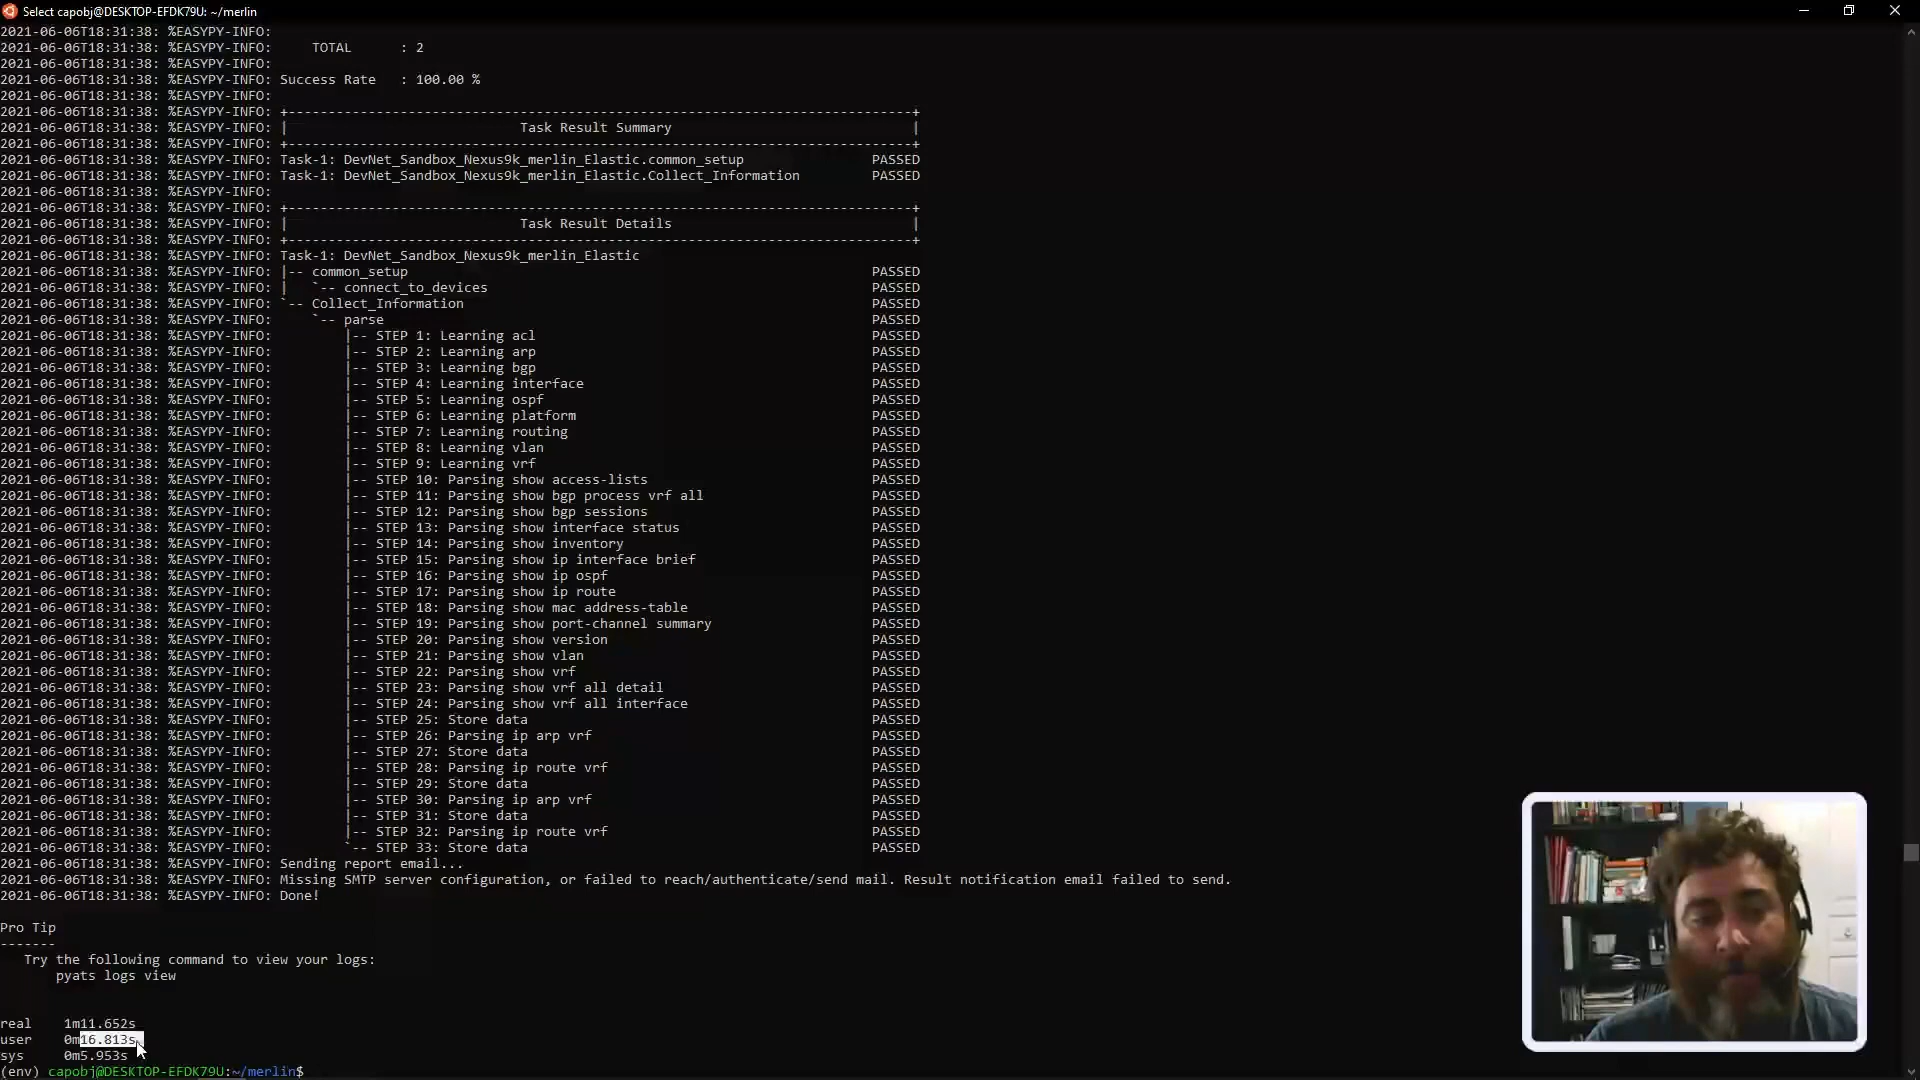 Select capobj@DESKTOP-EFDK79U: ~/merlin
2021-06-06T18:31:38: %EASYPY-INFO:
2021-06-06T18:31:38: %EASYPY-INFO:     TOTAL      : 2
2021-06-06T18:31:38: %EASYPY-INFO:
2021-06-06T18:31:38: %EASYPY-INFO: Success Rate   : 100.00 %
2021-06-06T18:31:38: %EASYPY-INFO:
2021-06-06T18:31:38: %EASYPY-INFO: +------------------------------------------------------------------------------+
2021-06-06T18:31:38: %EASYPY-INFO: |                             Task Result Summary                              |
2021-06-06T18:31:38: %EASYPY-INFO: +------------------------------------------------------------------------------+
2021-06-06T18:31:38: %EASYPY-INFO: Task-1: DevNet_Sandbox_Nexus9k_merlin_Elastic.common_setup                PASSED
2021-06-06T18:31:38: %EASYPY-INFO: Task-1: DevNet_Sandbox_Nexus9k_merlin_Elastic.Collect_Information         PASSED
2021-06-06T18:31:38: %EASYPY-INFO:
2021-06-06T18:31:38: %EASYPY-INFO: +------------------------------------------------------------------------------+
2021-06-06T18:31:38: %EASYPY-INFO: |                             Task Result Details                              |
2021-06-06T18:31:38: %EASYPY-INFO: +------------------------------------------------------------------------------+
2021-06-06T18:31:38: %EASYPY-INFO: Task-1: DevNet_Sandbox_Nexus9k_merlin_Elastic
2021-06-06T18:31:38: %EASYPY-INFO: |-- common_setup                                                          PASSED
2021-06-06T18:31:38: %EASYPY-INFO: |   `-- connect_to_devices                                                PASSED
2021-06-06T18:31:38: %EASYPY-INFO: `-- Collect_Information                                                   PASSED
2021-06-06T18:31:38: %EASYPY-INFO:     `-- parse                                                             PASSED
2021-06-06T18:31:38: %EASYPY-INFO:         |-- STEP 1: Learning acl                                          PASSED
2021-06-06T18:31:38: %EASYPY-INFO:         |-- STEP 2: Learning arp                                          PASSED
2021-06-06T18:31:38: %EASYPY-INFO:         |-- STEP 3: Learning bgp                                          PASSED
2021-06-06T18:31:38: %EASYPY-INFO:         |-- STEP 4: Learning interface                                    PASSED
2021-06-06T18:31:38: %EASYPY-INFO:         |-- STEP 5: Learning ospf                                         PASSED
2021-06-06T18:31:38: %EASYPY-INFO:         |-- STEP 6: Learning platform                                     PASSED
2021-06-06T18:31:38: %EASYPY-INFO:         |-- STEP 7: Learning routing                                      PASSED
2021-06-06T18:31:38: %EASYPY-INFO:         |-- STEP 8: Learning vlan                                         PASSED
2021-06-06T18:31:38: %EASYPY-INFO:         |-- STEP 9: Learning vrf                                          PASSED
2021-06-06T18:31:38: %EASYPY-INFO:         |-- STEP 10: Parsing show access-lists                            PASSED
2021-06-06T18:31:38: %EASYPY-INFO:         |-- STEP 11: Parsing show bgp process vrf all                     PASSED
2021-06-06T18:31:38: %EASYPY-INFO:         |-- STEP 12: Parsing show bgp sessions                            PASSED
2021-06-06T18:31:38: %EASYPY-INFO:         |-- STEP 13: Parsing show interface status                        PASSED
2021-06-06T18:31:38: %EASYPY-INFO:         |-- STEP 14: Parsing show inventory                               PASSED
2021-06-06T18:31:38: %EASYPY-INFO:         |-- STEP 15: Parsing show ip interface brief                      PASSED
2021-06-06T18:31:38: %EASYPY-INFO:         |-- STEP 16: Parsing show ip ospf                                 PASSED
2021-06-06T18:31:38: %EASYPY-INFO:         |-- STEP 17: Parsing show ip route                                PASSED
2021-06-06T18:31:38: %EASYPY-INFO:         |-- STEP 18: Parsing show mac address-table                       PASSED
2021-06-06T18:31:38: %EASYPY-INFO:         |-- STEP 19: Parsing show port-channel summary                    PASSED
2021-06-06T18:31:38: %EASYPY-INFO:         |-- STEP 20: Parsing show version                                 PASSED
2021-06-06T18:31:38: %EASYPY-INFO:         |-- STEP 21: Parsing show vlan                                    PASSED
2021-06-06T18:31:38: %EASYPY-INFO:         |-- STEP 22: Parsing show vrf                                     PASSED
2021-06-06T18:31:38: %EASYPY-INFO:         |-- STEP 23: Parsing show vrf all detail                          PASSED
2021-06-06T18:31:38: %EASYPY-INFO:         |-- STEP 24: Parsing show vrf all interface                       PASSED
2021-06-06T18:31:38: %EASYPY-INFO:         |-- STEP 25: Store data                                           PASSED
2021-06-06T18:31:38: %EASYPY-INFO:         |-- STEP 26: Parsing ip arp vrf                                   PASSED
2021-06-06T18:31:38: %EASYPY-INFO:         |-- STEP 27: Store data                                           PASSED
2021-06-06T18:31:38: %EASYPY-INFO:         |-- STEP 28: Parsing ip route vrf                                 PASSED
2021-06-06T18:31:38: %EASYPY-INFO:         |-- STEP 29: Store data                                           PASSED
2021-06-06T18:31:38: %EASYPY-INFO:         |-- STEP 30: Parsing ip arp vrf                                   PASSED
2021-06-06T18:31:38: %EASYPY-INFO:         |-- STEP 31: Store data                                           PASSED
2021-06-06T18:31:38: %EASYPY-INFO:         |-- STEP 32: Parsing ip route vrf                                 PASSED
2021-06-06T18:31:38: %EASYPY-INFO:         `-- STEP 33: Store data                                           PASSED
2021-06-06T18:31:38: %EASYPY-INFO: Sending report email...
2021-06-06T18:31:38: %EASYPY-INFO: Missing SMTP server configuration, or failed to reach/authenticate/send mail. Result notification email failed to send.
2021-06-06T18:31:38: %EASYPY-INFO: Done!
Pro Tip
-------
   Try the following command to view your logs:
       pyats logs view
real    1m11.652s
user    0m16.813s
sys     0m5.953s
(env) capobj@DESKTOP-EFDK79U:~/merlin$